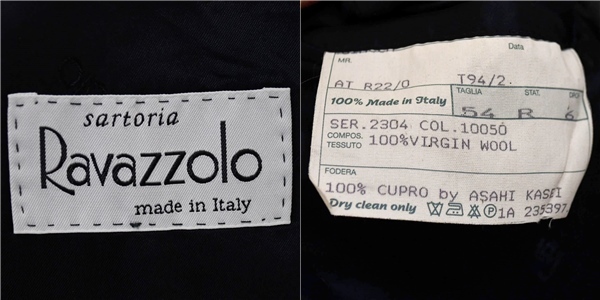 sartoria
Ravazzolo
made in Italy
Data
MR.
AT R22/0 T94/2.
100% Made in Italy TAGLIA STAT. DRO
54 R 6
SER.2304 COL.10050
COMPOS. TESSUTO 100%VIRGIN WOOL
FODERA
100% CUPRO by ASAHI KASEI
Dry clean only P 1A 235397